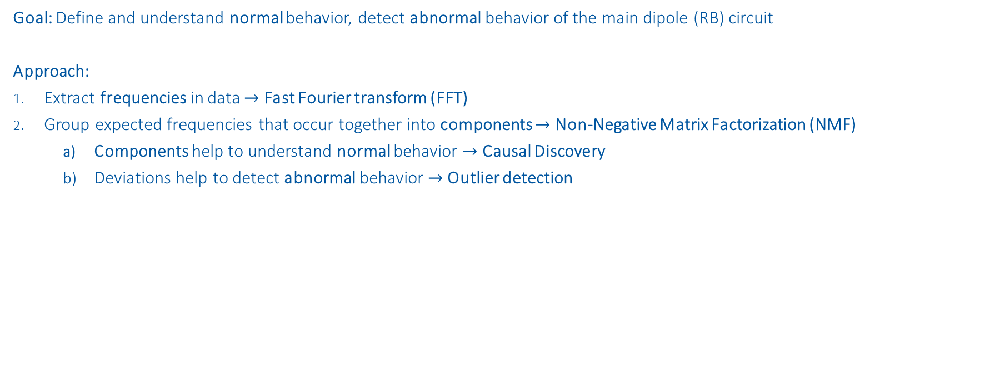 Goal: Define and understand normal behavior, detect abnormal behavior of the main dipole (RB) circuit
Approach:
1. Extract frequencies in data → Fast Fourier transform (FFT)
2. Group expected frequencies that occur together into components → Non-Negative Matrix Factorization (NMF)
a) Components help to understand normal behavior → Causal Discovery
b) Deviations help to detect abnormal behavior → Outlier detection